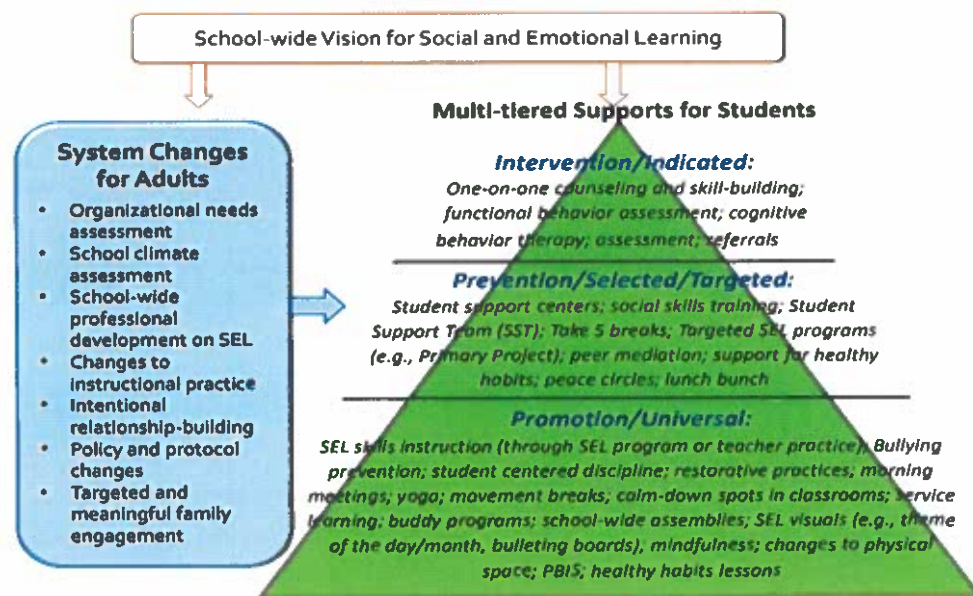 School-wide Vision for Social and Emotional Learning
System Changes
for Adults
• Organizational needs
assessment
• School climate
assessment
• School-wide
professional
development on SEL
• Changes to
instructional practice
• Intentional
relationship-building
• Policy and protocol
changes
• Targeted and
meaningful family
engagement
Multi-tiered Supports for Students
Intervention/Indicated:
One-on-one counseling and skill-building;
functional behavior assessment; cognitive
behavior therapy; assessment; referrals
Prevention/Selected/Targeted:
Student support centers; social skills training; Student
Support Team (SST); Take 5 breaks; Targeted SEL programs
(e.g., Primary Project); peer mediation; support for healthy
habits; peace circles; lunch bunch
Promotion/Universal:
SEL skills instruction (through SEL program or teacher practice); Bullying
prevention; student centered discipline; restorative practices; morning
meetings; yoga; movement breaks; calm-down spots in classrooms; service
learning; buddy programs; school-wide assemblies; SEL visuals (e.g., theme
of the day/month, bulleting boards), mindfulness; changes to physical
space; PBIS; healthy habits lessons